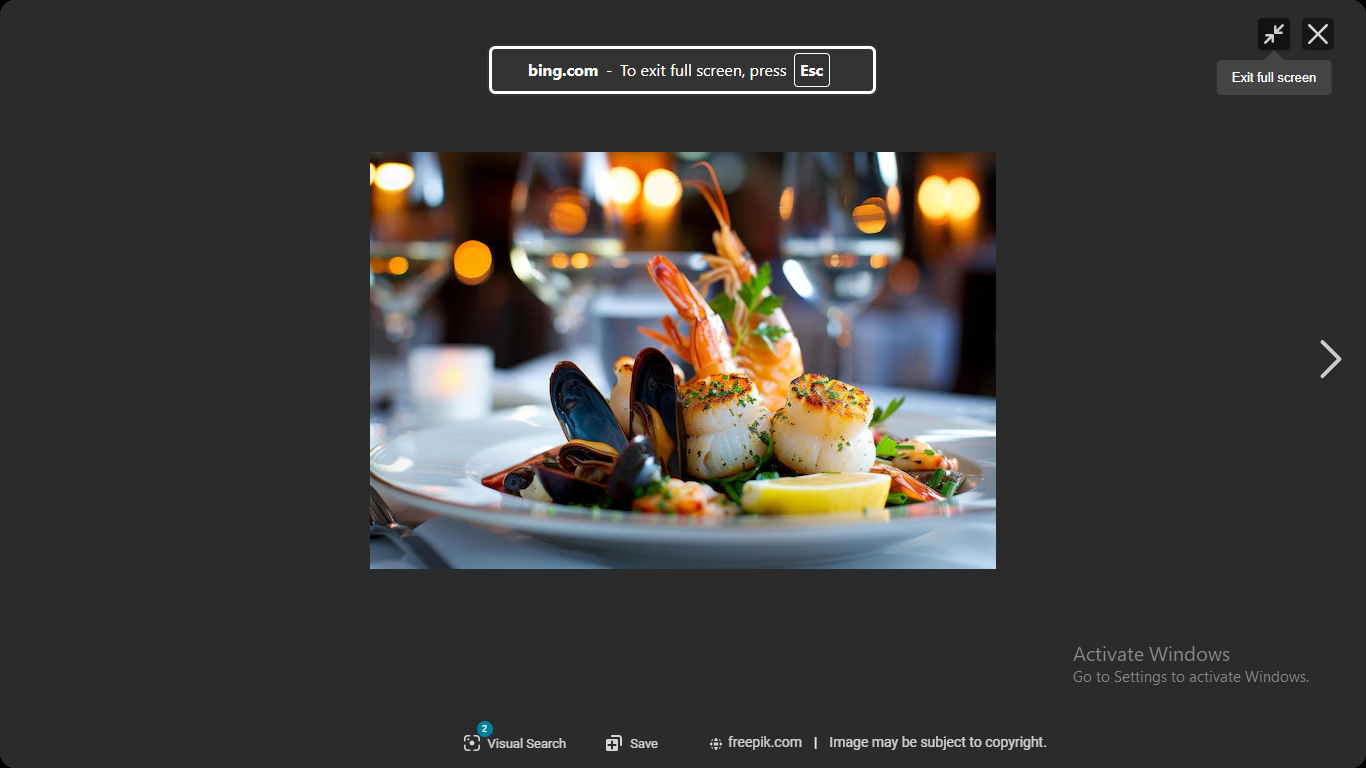 bing.com - To exit full screen, press Esc
Exit full screen
Activate Windows
Go to Settings to activate Windows.
2
Visual Search
Save
freepik.com | Image may be subject to copyright.